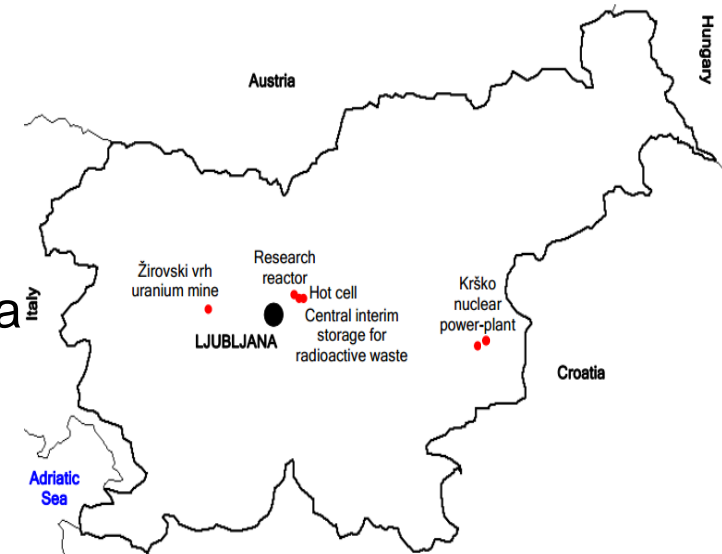 Hungary
Austria
Žirovski vrh
uranium mine
Research
reactor
Hot cell
Central interim
storage for
radioactive waste
LJUBLJANA
Krško
nuclear
power-plant
a
Italy
Croatia
Adriatic
Sea